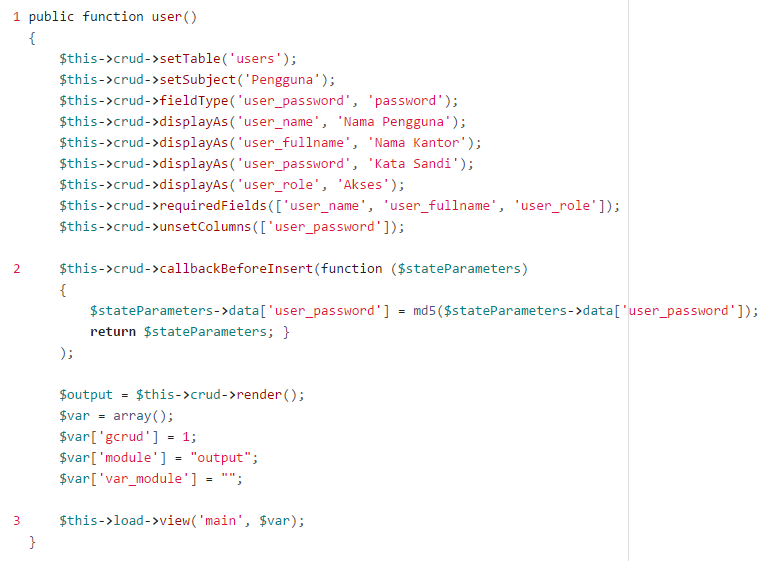 1 public function user()
{
$this->crud->setTable('users');
$this->crud->setSubject('Pengguna');
$this->crud->fieldType('user_password', 'password');
$this->crud->displayAs('user_name', 'Nama Pengguna');
$this->crud->displayAs('user_fullname', 'Nama Kantor');
$this->crud->displayAs('user_password', 'Kata Sandi');
$this->crud->displayAs('user_role', 'Akses');
$this->crud->requiredFields(['user_name', 'user_fullname', 'user_role']);
$this->crud->unsetColumns(['user_password']);
2 $this->crud->callbackBeforeInsert(function ($stateParameters)
{
$stateParameters->data['user_password'] = md5($stateParameters->data['user_password']);
return $stateParameters; }
);
$output = $this->crud->render();
$var = array();
$var['gcrud'] = 1;
$var['module'] = "output";
$var['var_module'] = "";
3 $this->load->view('main', $var);
}